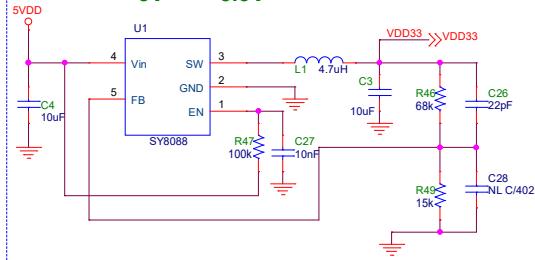 5VDD
U1
VDD33
VDD33
4
Vin
SW
3
5
FB
GND
2
EN
1
SY8088
L1
4.7uH
C4
10uF
C3
10uF
R46
68k
C26
22pF
R47
100k
C27
10nF
R49
15k
C28
NL C/402